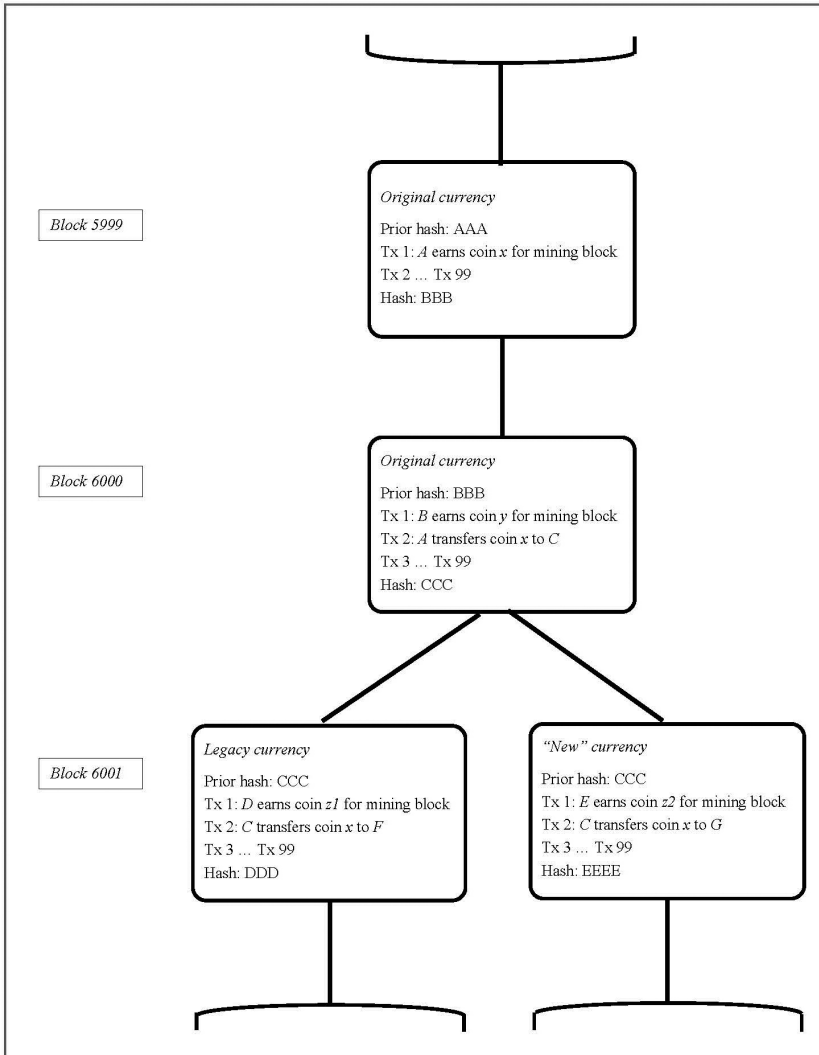 Block 5999
Original currency
Prior hash: AAA
Tx 1: A earns coin x for mining block
Tx 2 ... Tx 99
Hash: BBB
Block 6000
Original currency
Prior hash: BBB
Tx 1: B earns coin y for mining block
Tx 2: A transfers coin x to C
Tx 3 ... Tx 99
Hash: CCC
Block 6001
Legacy currency
Prior hash: CCC
Tx 1: D earns coin z1 for mining block
Tx 2: C transfers coin x to F
Tx 3 ... Tx 99
Hash: DDD
“New” currency
Prior hash: CCC
Tx 1: E earns coin z2 for mining block
Tx 2: C transfers coin x to G
Tx 3 ... Tx 99
Hash: EEEE